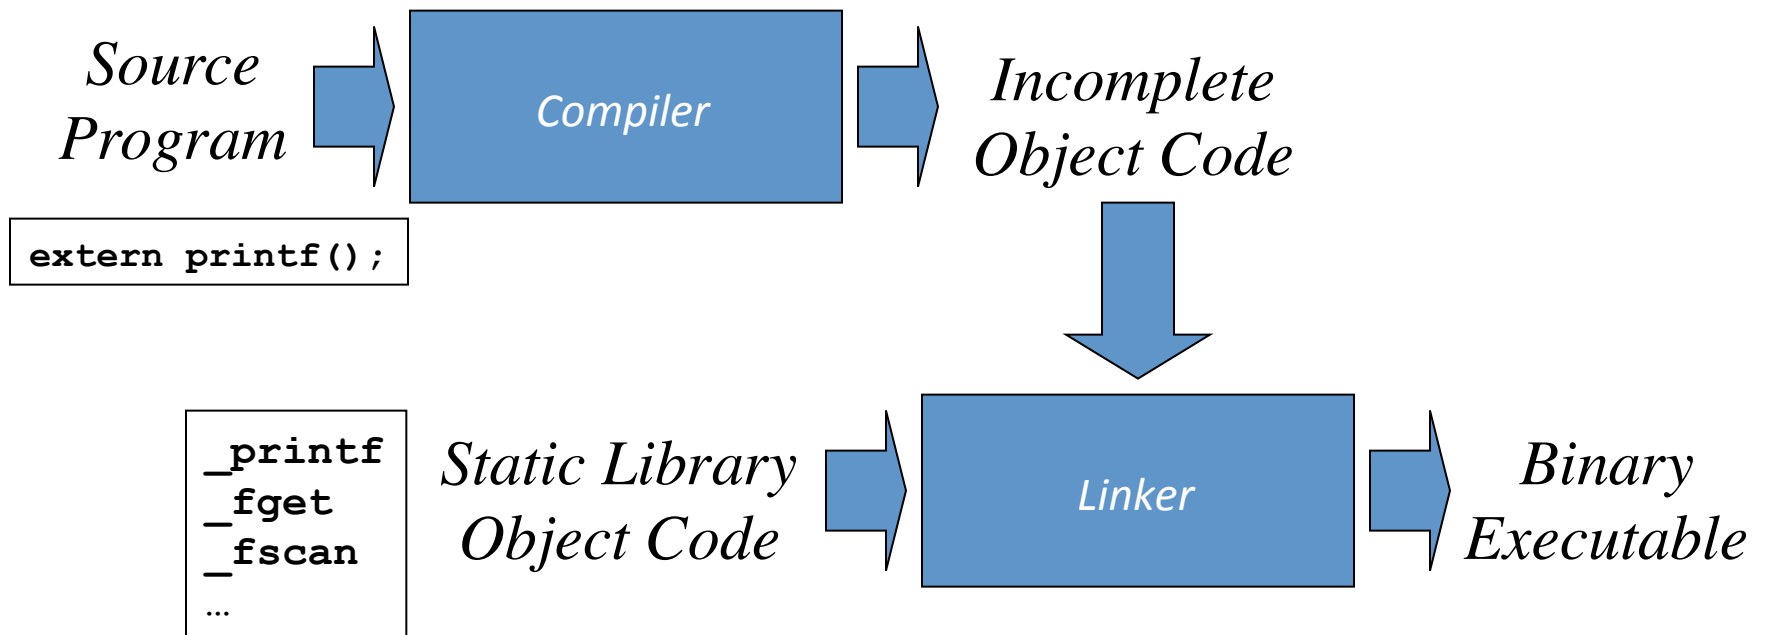 Source
Program
Compiler
Incomplete
Object Code
extern printf();
_printf
_fget
_fscan
…
Static Library
Object Code
Linker
Binary
Executable